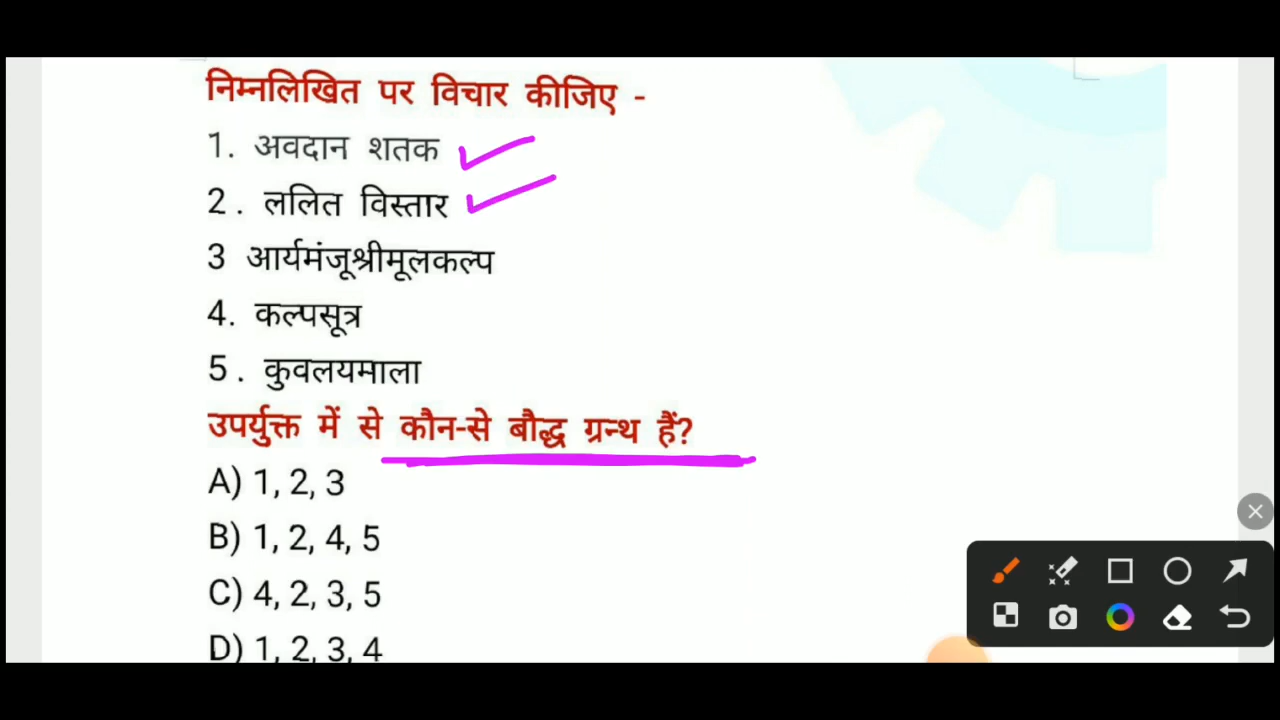 निम्नलिखित पर विचार कीजिए -
1. अवदान शतक
2. ललित विस्तार
3 आर्यमंजूश्रीमूलकल्प
4. कल्पसूत्र
5. कुवलयमाला
उपर्युक्त में से कौन-से बौद्ध ग्रन्थ हैं?
A) 1, 2, 3
B) 1, 2, 4, 5
C) 4, 2, 3, 5
D) 1, 2, 3, 4